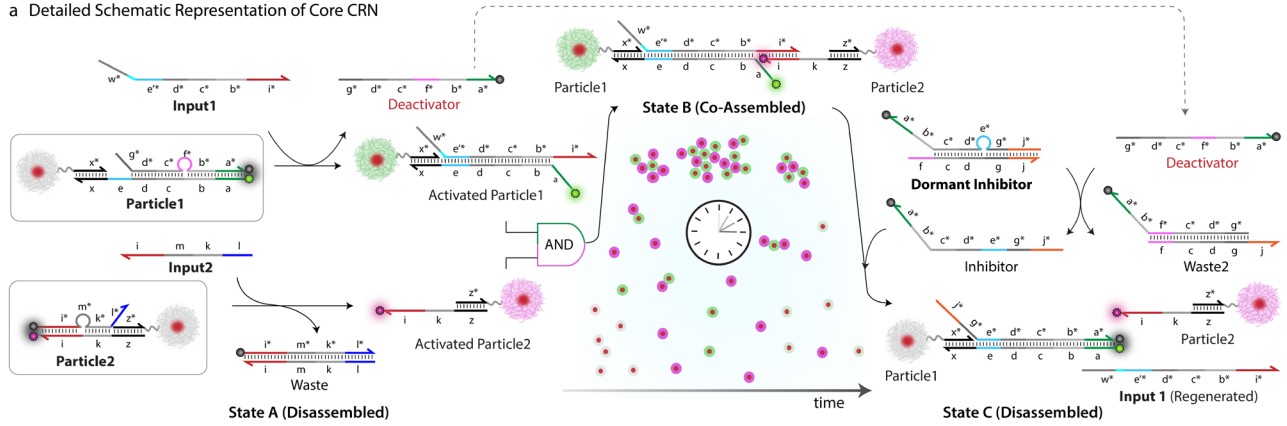 a Detailed Schematic Representation of Core CRN
w*
e'* d* c* b* i*
Input1
g* d* c* f* b* a*
Deactivator
x* g* d* c* f* b* a*
x e d c b a
Particle1
w*
x* e'* d* c* b* i*
x e d c b a
Activated Particle1
i m k l
Input2
i* m* k* l* z*
i k z
Particle2
i* m* k* l*
i m k l
Waste
z*
i k z
Activated Particle2
State A (Disassembled)
AND
w*
x* e'* d* c* b* i* z*
x e d c b i k z
a
Particle1
Particle2
State B (Co-Assembled)
time
a*
b* c* d* e* g* j*
f c d g j
Dormant Inhibitor
g* d* c* f* b* a*
Deactivator
a*
b* c* d* e* g* j*
Inhibitor
a*
b* f* c* d* g*
f c d g j
Waste2
j*
g*
x* e* d* c* b* a*
x e d c b a
Particle1
z*
i k z
Particle2
w* e'* d* c* b* i*
Input 1 (Regenerated)
State C (Disassembled)